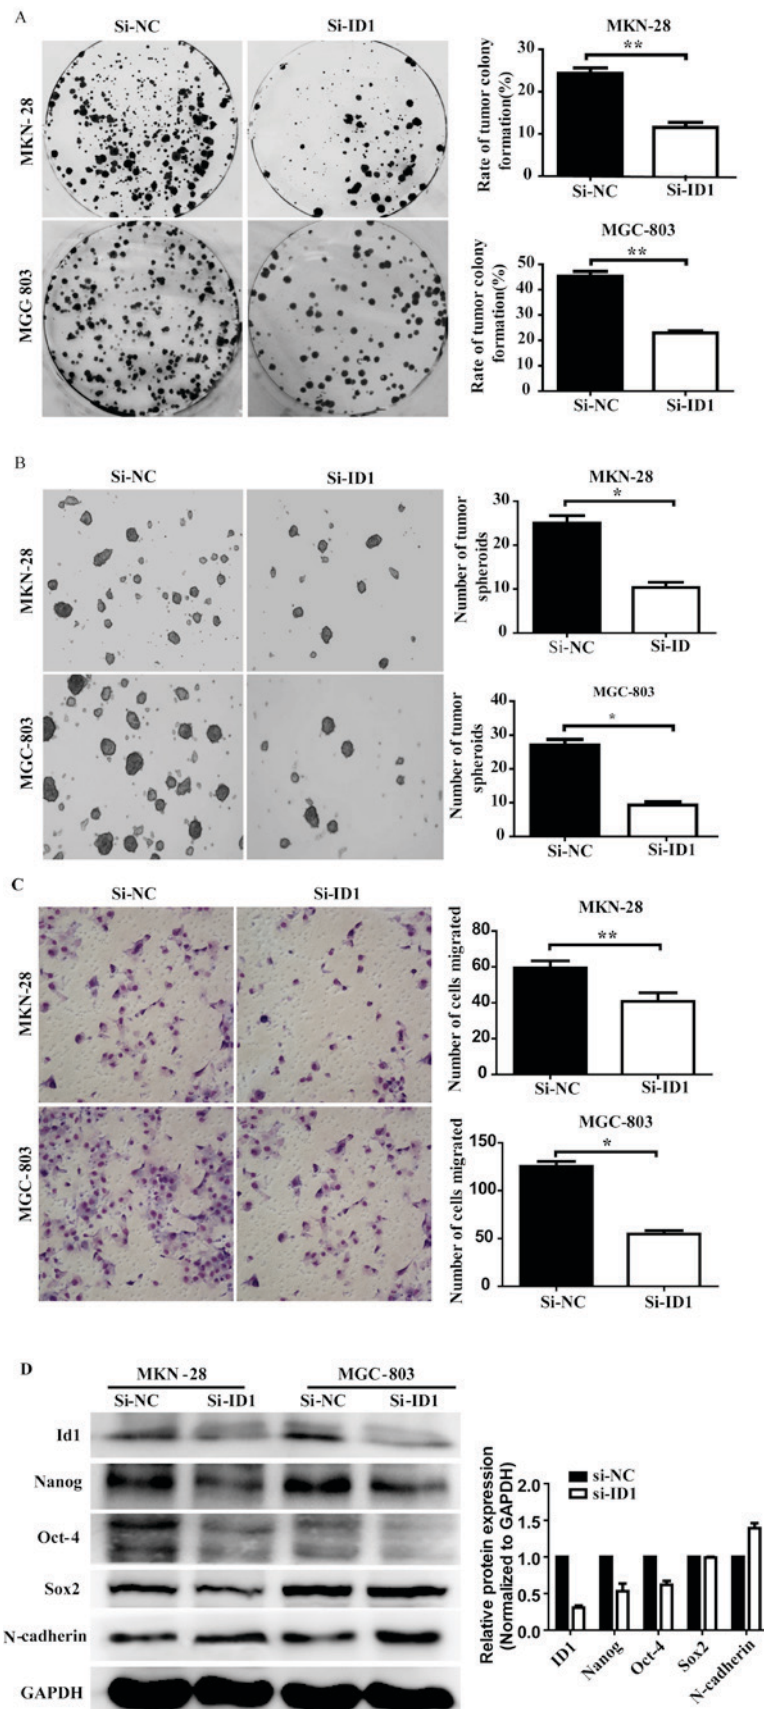 A
Si-NC
Si-ID1
MKN-28
MGC 803
MKN-28
Rate of tumor colony
formation(%)
30
20
10
0
**
Si-NC
Si-ID1
MGC-803
Rate of tumor colony
formation(%)
50
40
30
20
10
0
**
Si-NC
Si-ID1
B
Si-NC
Si-ID1
MKN-28
MGC-803
MKN-28
Number of tumor
spheroids
30
20
10
0
*
Si-NC
Si-ID
MGC-803
Number of tumor
spheroids
40
30
20
10
0
*
Si-NC
Si-ID1
C
Si-NC
Si-ID1
MKN-28
MGC-803
MKN-28
Number of cells migrated
80
60
40
20
0
**
Si-NC
Si-ID1
MGC-803
Number of cells migrated
150
100
50
0
*
Si-NC
Si-ID1
D
MKN -28
MGC-803
Si-NC
Si-ID1
Si-NC
Si-ID1
Id1
Nanog
Oct-4
Sox2
N-cadherin
GAPDH
Relative protein expression
(Normalized to GAPDH)
2.0
1.5
1.0
0.5
0.0
si-NC
si-ID1
ID1
Nanog
Oct-4
Sox2
N-cadherin